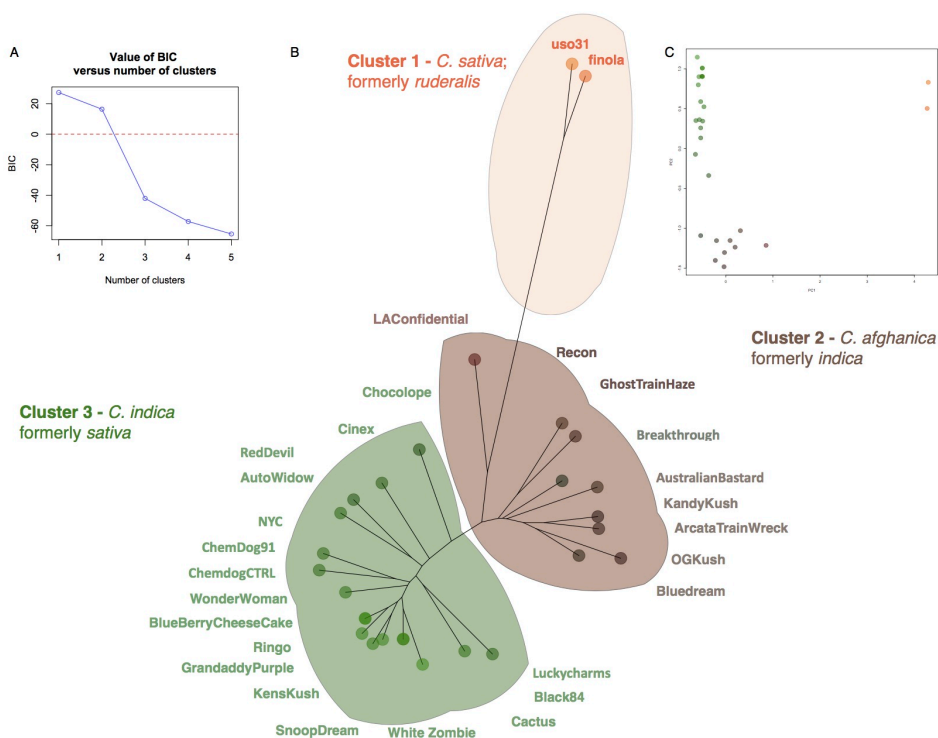 A
Value of BIC
versus number of clusters
BIC
20
0
-20
-40
-60
1 2 3 4 5
Number of clusters
B
Cluster 1 - C. sativa;
formerly ruderalis
uso31
finola
C
PC1
Cluster 2 - C. afghanica
formerly indica
LAConfidential
Recon
GhostTrainHaze
Breakthrough
AustralianBastard
KandyKush
ArcataTrainWreck
OGKush
Bluedream
Cluster 3 - C. indica
formerly sativa
Chocolope
Cinex
RedDevil
AutoWidow
NYC
ChemDog91
ChemdogCTRL
WonderWoman
BlueBerryCheeseCake
Ringo
GrandaddyPurple
KensKush
SnoopDream
White Zombie
Cactus
Black84
Luckycharms